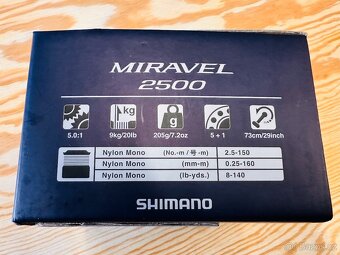 MIRAVEL
2500
kg
g
5.0:1 9kg/20lb 205g/7.2oz 5 + 1 73cm/29inch
Nylon Mono (No.-m / 号-m) 2.5-150
Nylon Mono (mm-m) 0.25-160
Nylon Mono (lb-yds.) 8-140
SHIMANO